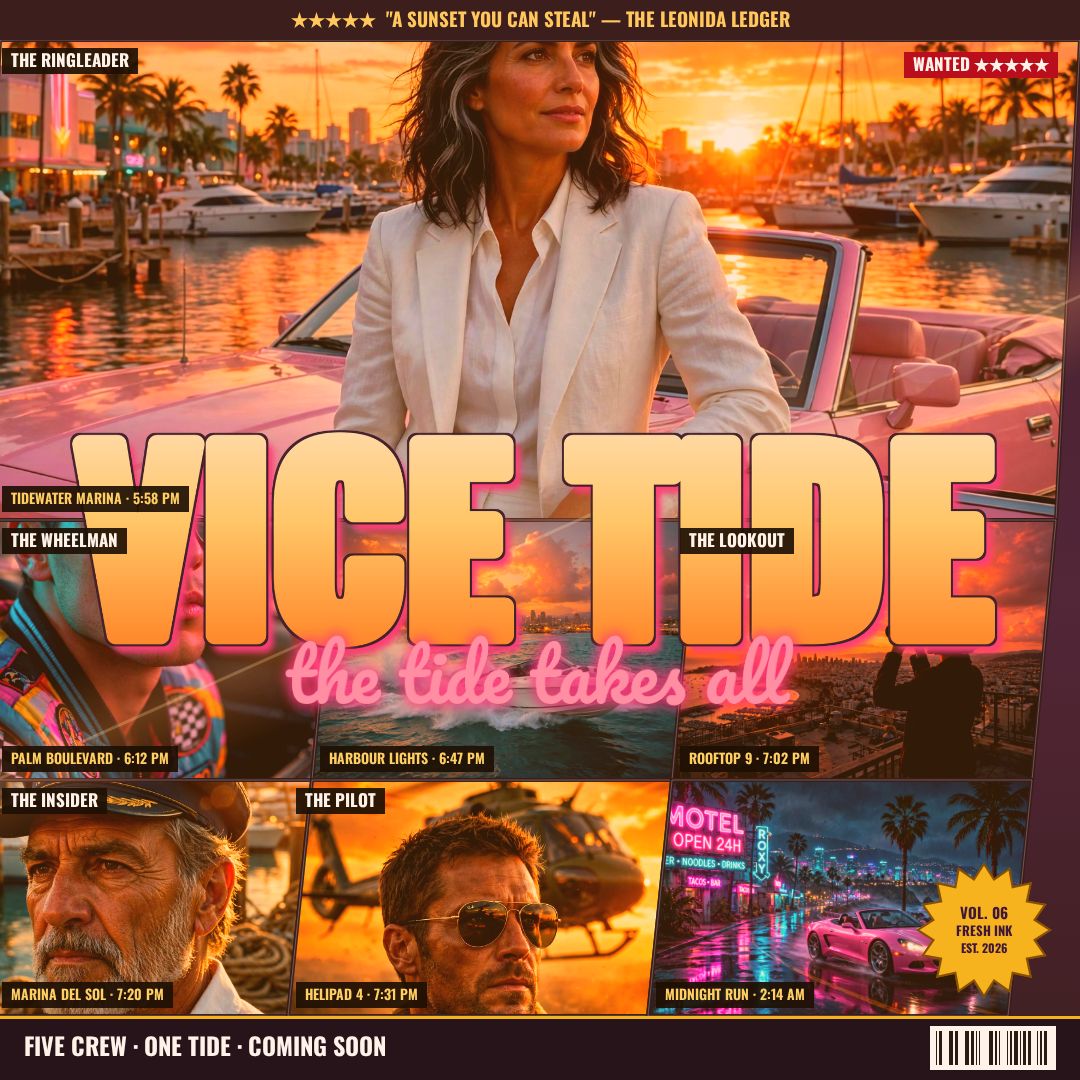 ★★★★★ "A SUNSET YOU CAN STEAL" — THE LEONIDA LEDGER
THE RINGLEADER
WANTED ★★★★★
VICE TIDE
the tide takes all
TIDEWATER MARINA · 5:58 PM
THE WHEELMAN
THE LOOKOUT
PALM BOULEVARD · 6:12 PM
HARBOUR LIGHTS · 6:47 PM
ROOFTOP 9 · 7:02 PM
THE INSIDER
THE PILOT
MOTEL
OPEN 24H
ROXY
ER • NOODLES • DRINKS
TACOS • BAR
VOL. 06
FRESH INK
EST. 2026
MARINA DEL SOL · 7:20 PM
HELIPAD 4 · 7:31 PM
MIDNIGHT RUN · 2:14 AM
FIVE CREW · ONE TIDE · COMING SOON